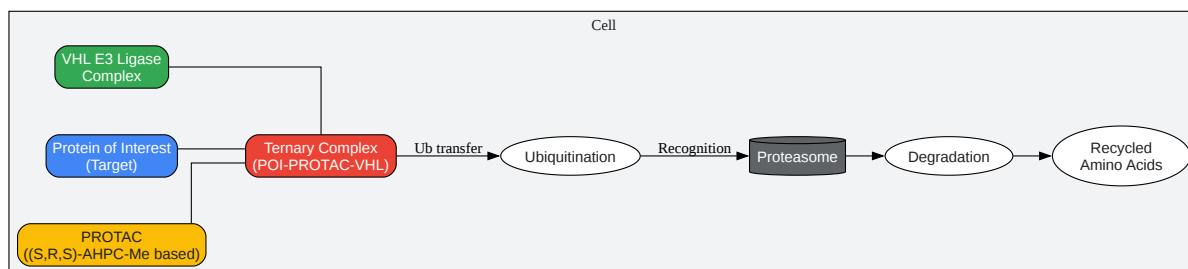 Cell
VHL E3 Ligase
Complex
Protein of Interest
(Target)
PROTAC
((S,R,S)-AHPC-Me based)
Ternary Complex
(POI-PROTAC-VHL)
Ub transfer
Ubiquitination
Recognition
Proteasome
Degradation
Recycled
Amino Acids